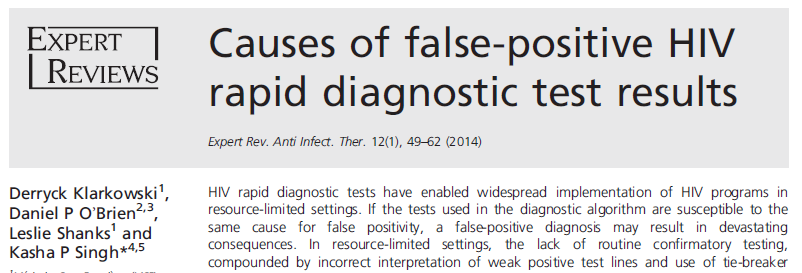 EXPERT
REVIEWS
Causes of false-positive HIV
rapid diagnostic test results
Expert Rev. Anti Infect. Ther. 12(1), 49–62 (2014)
Derryck Klarkowski1,
Daniel P O'Brien2,3,
Leslie Shanks1 and
Kasha P Singh*4,5
HIV rapid diagnostic tests have enabled widespread implementation of HIV programs in
resource-limited settings. If the tests used in the diagnostic algorithm are susceptible to the
same cause for false positivity, a false-positive diagnosis may result in devastating
consequences. In resource-limited settings, the lack of routine confirmatory testing,
compounded by incorrect interpretation of weak positive test lines and use of tie-breaker